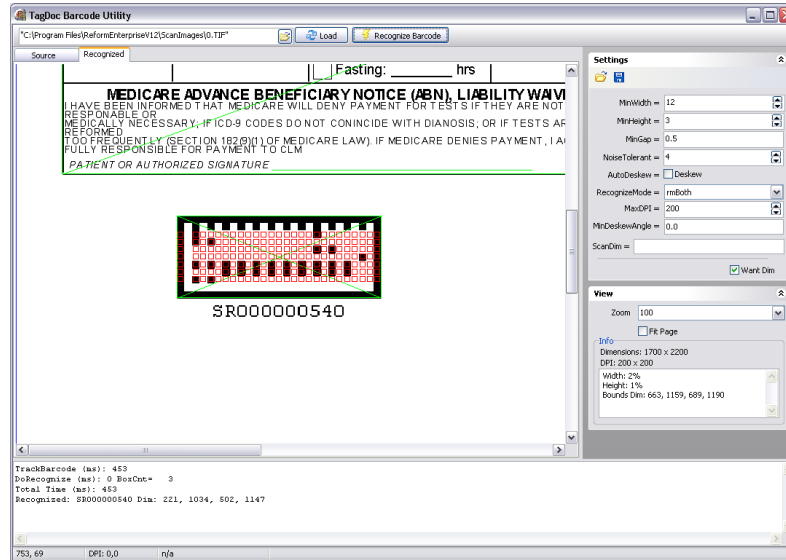 TagDoc Barcode Utility
"C:\Program Files\ReformEnterpriseV12\ScanImages\0.TIF" Load Recognize Barcode
Source Recognized
Fasting: ______ hrs
MEDICARE ADVANCE BENEFICIARY NOTICE (ABN), LIABILITY WAIV
I HAVE BEEN INFORMED THAT MEDICARE WILL DENY PAYMENT FOR TESTS IF THEY ARE NOT
RESPONABLE OR
MEDICALLY NECESSARY, IF ICD-9 CODES DO NOT CONINCIDE WITH DIANOSIS; OR IF TESTS AR
REFORMED
TOO FREQUENTLY (SECTION 182(9)(1) OF MEDICARE LAW). IF MEDICARE DENIES PAYMENT, I A
FULLY RESPONSIBLE FOR PAYMENT TO CLM
PATIENT OR AUTHORIZED SIGNATURE
SR000000540
Settings
MinWidth = 12
MinHeight = 3
MinGap = 0.5
NoiseTolerant = 4
AutoDeskew = Deskew
RecognizeMode = rmBoth
MaxDPI = 200
MinDeskewAngle = 0.0
ScanDim =
Want Dim
View
Zoom 100
Fit Page
Info
Dimensions: 1700 x 2200
DPI: 200 x 200
Width: 2%
Height: 1%
Bounds Dim: 663, 1159, 689, 1190
TrackBarcode (ms): 453
DoRecognize (ms): 0 BoxCnt= 3
Total Time (ms): 453
Recognized: SR000000540 Dim: 221, 1034, 502, 1147
753, 69 DPI: 0,0 n/a